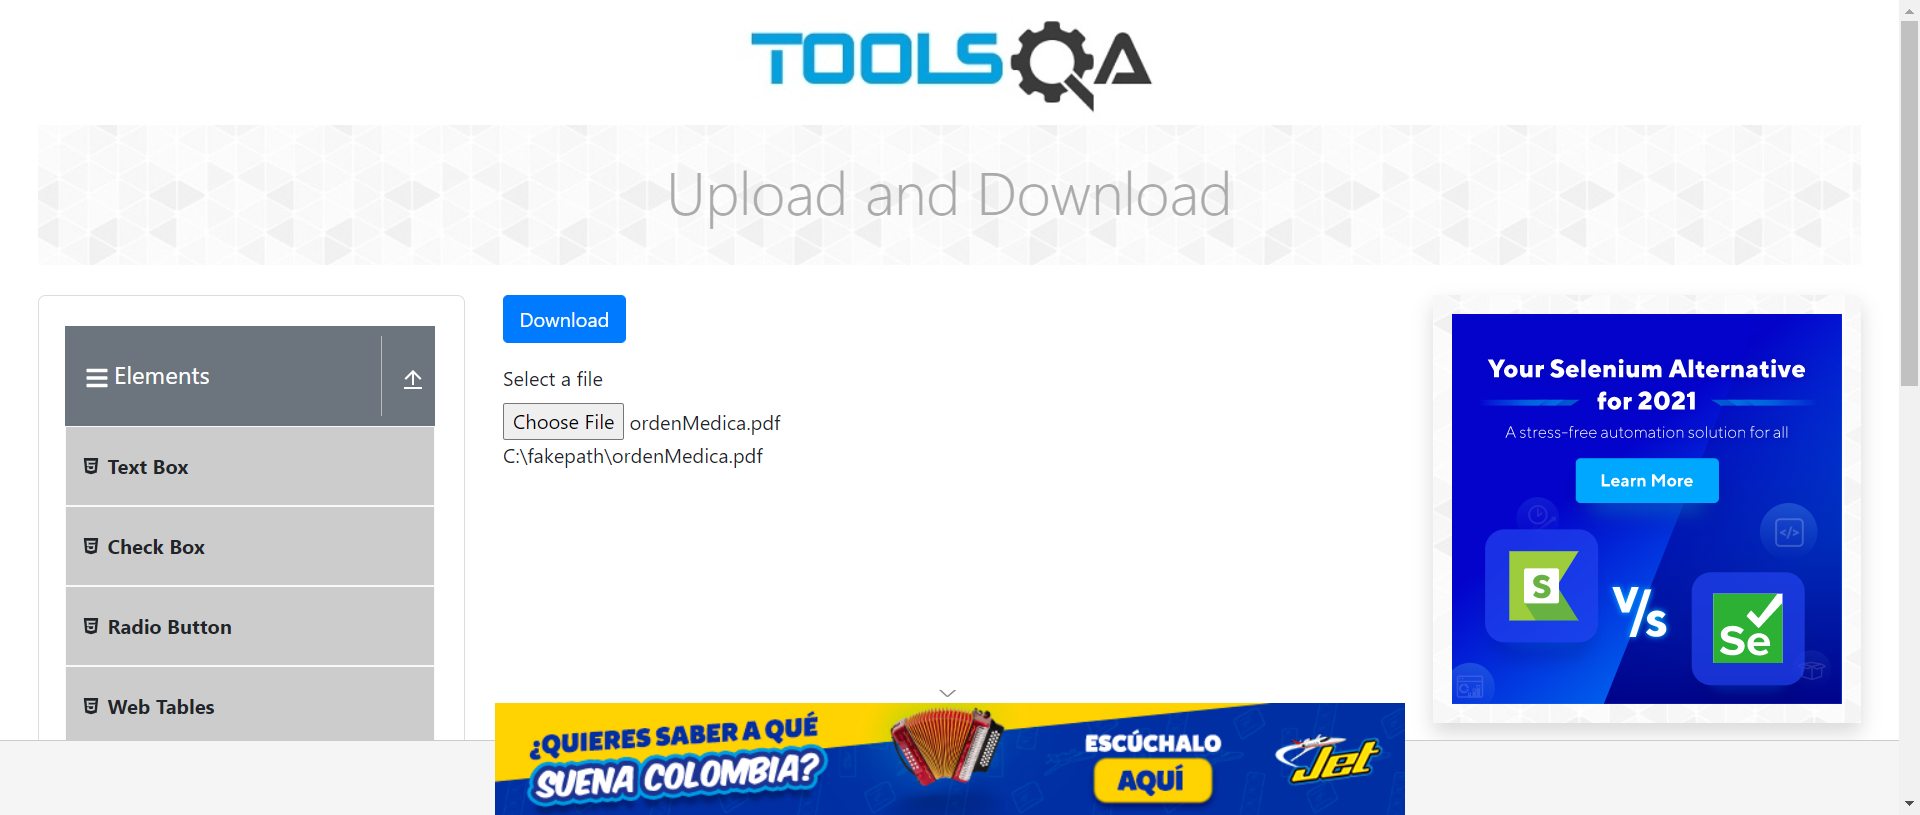 TOOLSQA
Upload and Download
Elements
Text Box
Check Box
Radio Button
Web Tables
Download
Select a file
Choose File ordenMedica.pdf
C:\fakepath\ordenMedica.pdf
Your Selenium Alternative
for 2021
A stress-free automation solution for all
Learn More
S
V/s
Se
¿QUIERES SABER A QUÉ
SUENA COLOMBIA?
ESCÚCHALO
AQUÍ
Jet